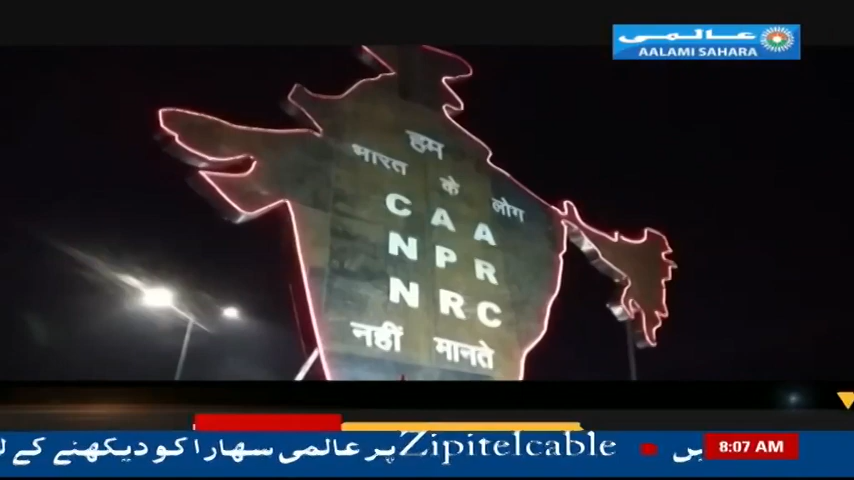 عالمی
AALAMI SAHARA
हम
भारत के लोग
CAA
NPR
NRC
नहीं मानते
کو دیکھنے کے پر عالمی سہارا Zipitelcable میں
8:07 AM